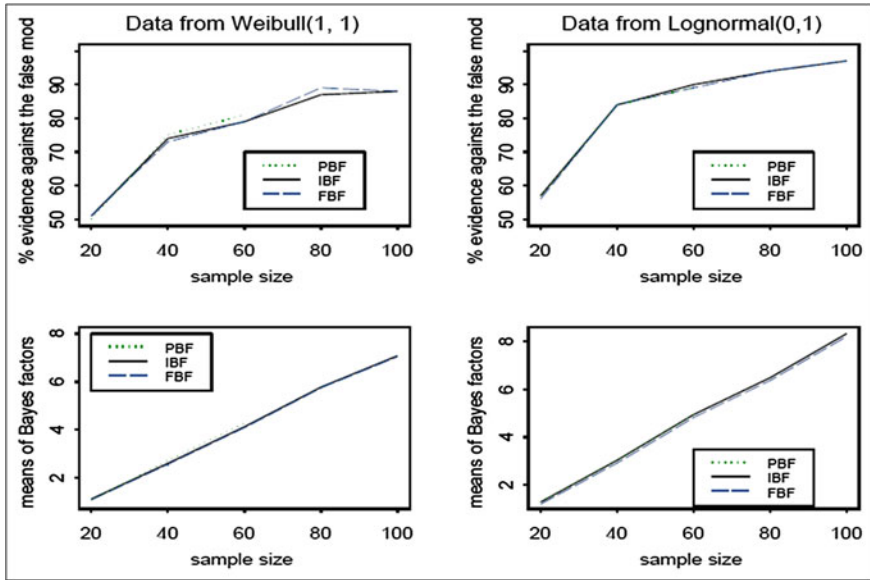 Data from Weibull(1, 1)
% evidence against the false mod
50 60 70 80 90
PBF
IBF
FBF
20 40 60 80 100
sample size
Data from Lognormal(0,1)
% evidence against the false mod
50 60 70 80 90
PBF
IBF
FBF
20 40 60 80 100
sample size
means of Bayes factors
2 4 6 8
PBF
IBF
FBF
20 40 60 80 100
sample size
means of Bayes factors
2 4 6 8
PBF
IBF
FBF
20 40 60 80 100
sample size